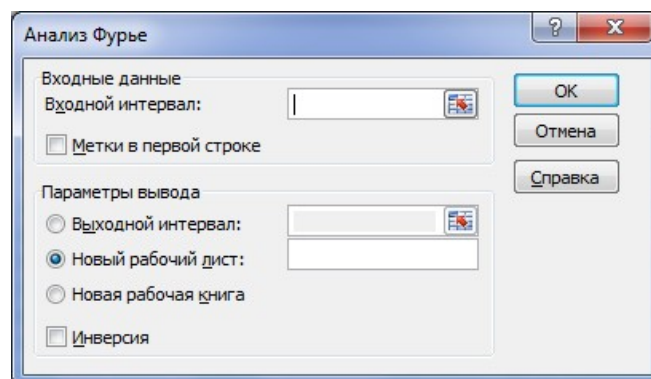 Анализ Фурье
Входные данные
Входной интервал:
Метки в первой строке
Параметры вывода
Выходной интервал:
Новый рабочий лист:
Новая рабочая книга
Инверсия
?
X
OK
Отмена
Справка